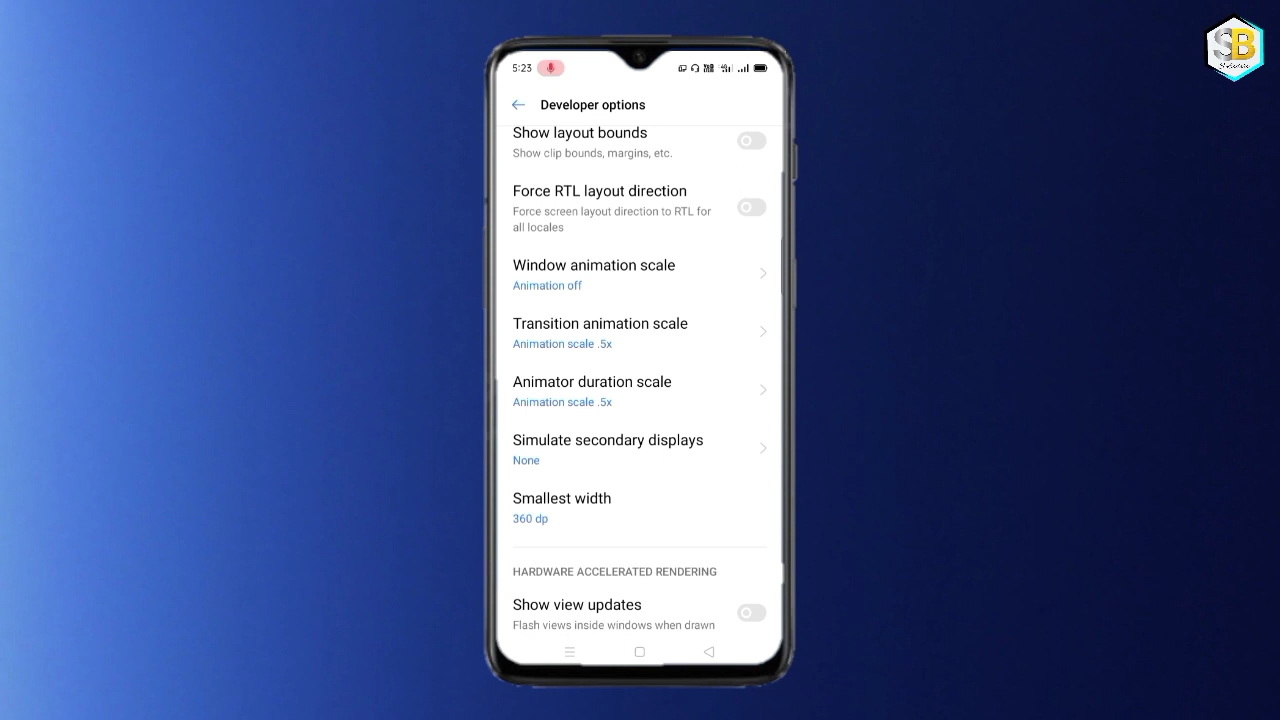 5:23
SB
Developer options
Show layout bounds
Show clip bounds, margins, etc.
Force RTL layout direction
Force screen layout direction to RTL for
all locales
Window animation scale
Animation off
Transition animation scale
Animation scale .5x
Animator duration scale
Animation scale .5x
Simulate secondary displays
None
Smallest width
360 dp
HARDWARE ACCELERATED RENDERING
Show view updates
Flash views inside windows when drawn